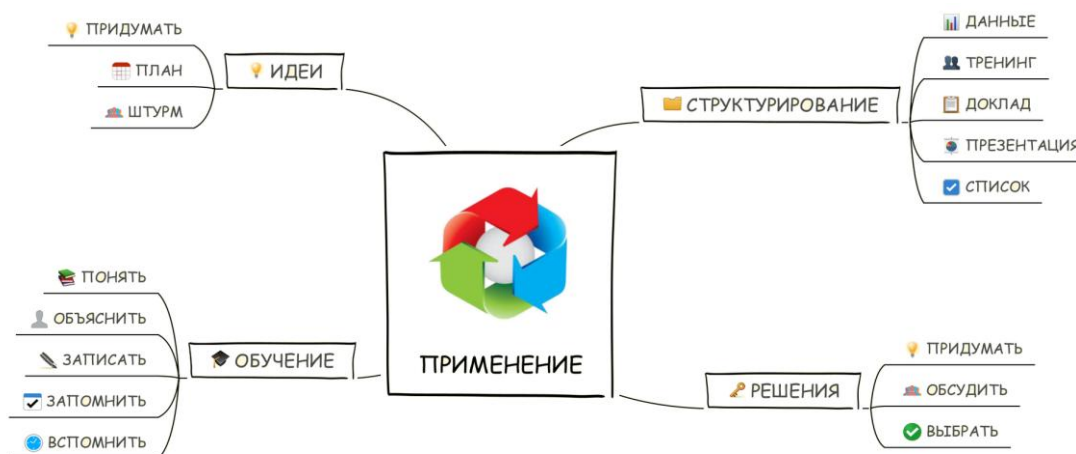 ПРИДУМАТЬ
ПЛАН
ШТУРМ
ИДЕИ
СТРУКТУРИРОВАНИЕ
ДАННЫЕ
ТРЕНИНГ
ДОКЛАД
ПРЕЗЕНТАЦИЯ
СПИСОК
ПРИМЕНЕНИЕ
ПОНЯТЬ
ОБЪЯСНИТЬ
ЗАПИСАТЬ
ЗАПОМНИТЬ
ВСПОМНИТЬ
ОБУЧЕНИЕ
РЕШЕНИЯ
ПРИДУМАТЬ
ОБСУДИТЬ
ВЫБРАТЬ